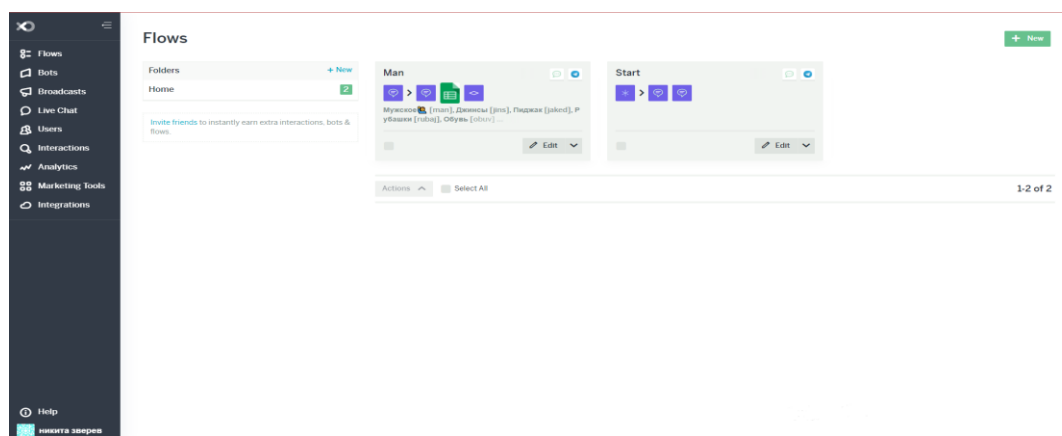 Flows
Bots
Broadcasts
Live Chat
Users
Interactions
Analytics
Marketing Tools
Integrations
Help
никита зверев
Flows
+ New
Folders
+ New
Home
2
Invite friends to instantly earn extra interactions, bots &
flows.
Man
Мужское [man], Джинсы [jins], Пиджак [jaked], Р
убашки [rubaj], Обувь [obuv] ...
Edit
Start
Edit
Actions
Select All
1-2 of 2